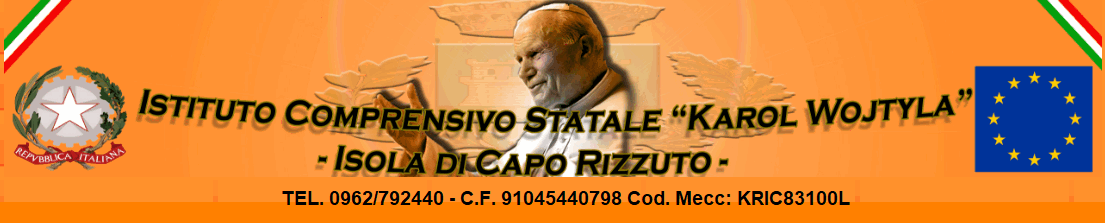 ISTITUTO COMPRENSIVO STATALE “KAROL WOJTYLA”
REPVBBLICA ITALIANA
- ISOLA DI CAPO RIZZUTO -
TEL. 0962/792440 - C.F. 91045440798 Cod. Mecc: KRIC83100L